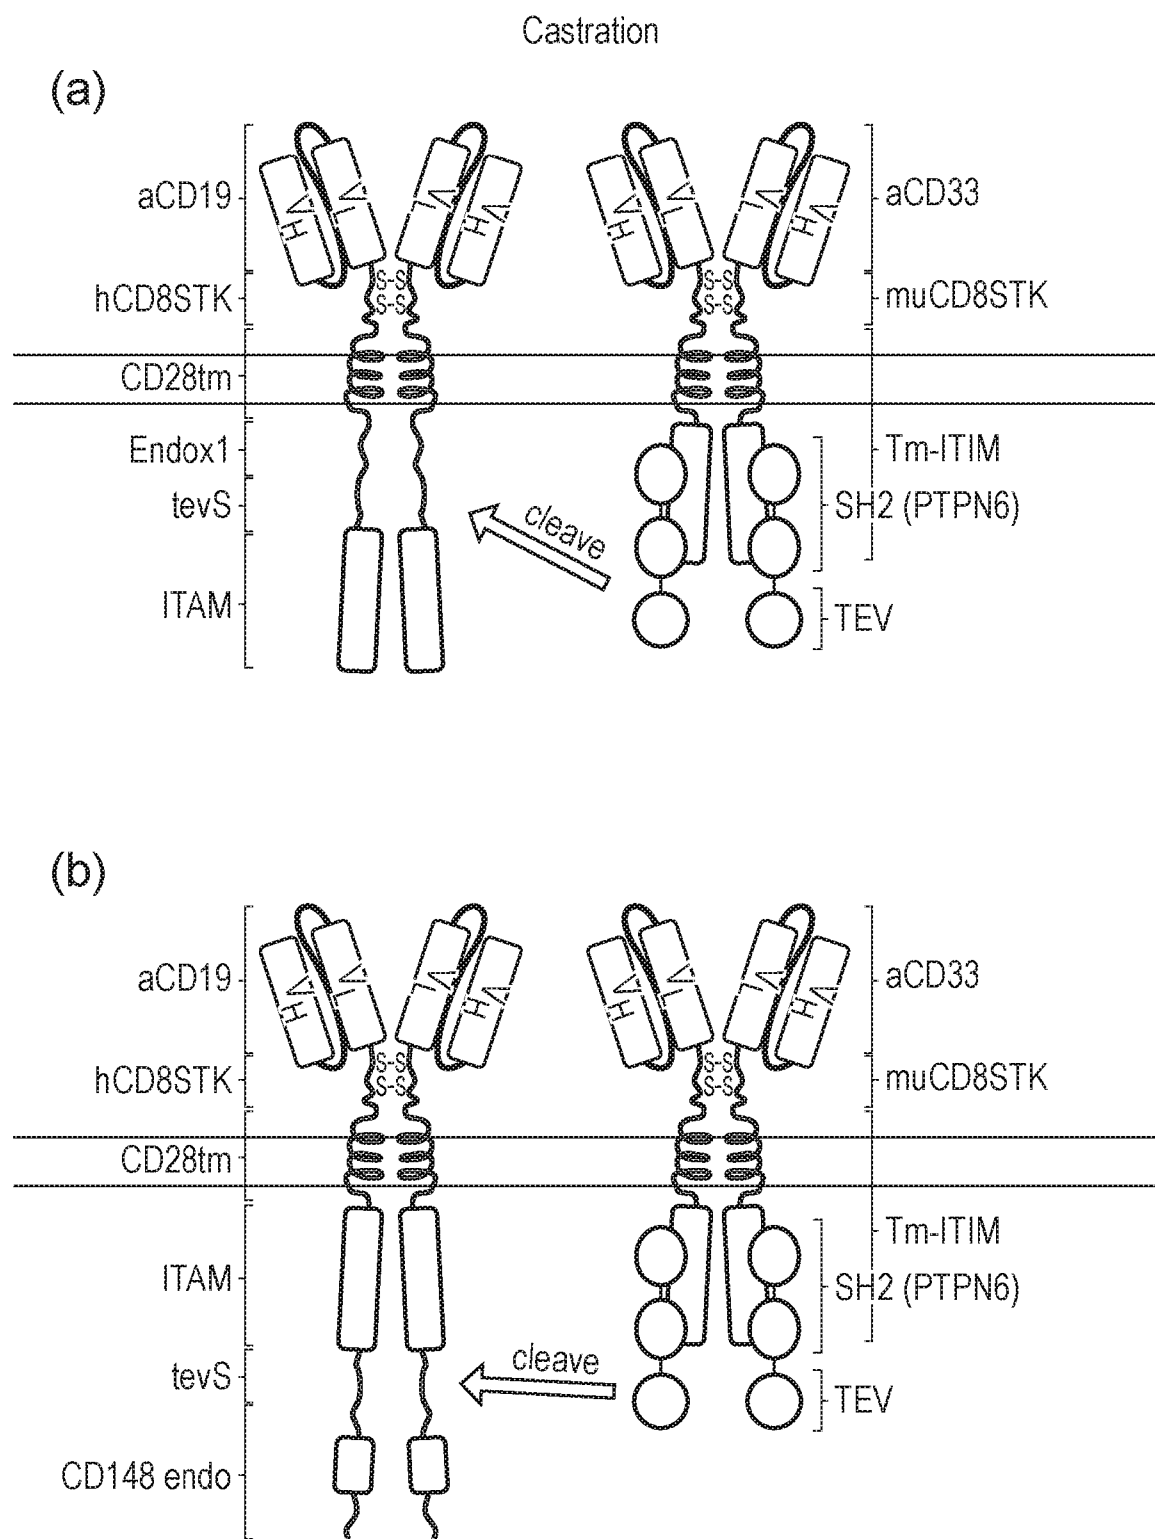 Castration
(a)
aCD19
VH
VL
VL
VH
VH
VL
VL
VH
aCD33
hCD8STK
S-S
S-S
S-S
S-S
muCD8STK
CD28tm
Endox1
tevS
ITAM
cleave
Tm-ITIM
SH2 (PTPN6)
TEV
(b)
aCD19
VH
VL
VL
VH
VH
VL
VL
VH
aCD33
hCD8STK
S-S
S-S
S-S
S-S
muCD8STK
CD28tm
ITAM
tevS
CD148 endo
cleave
Tm-ITIM
SH2 (PTPN6)
TEV